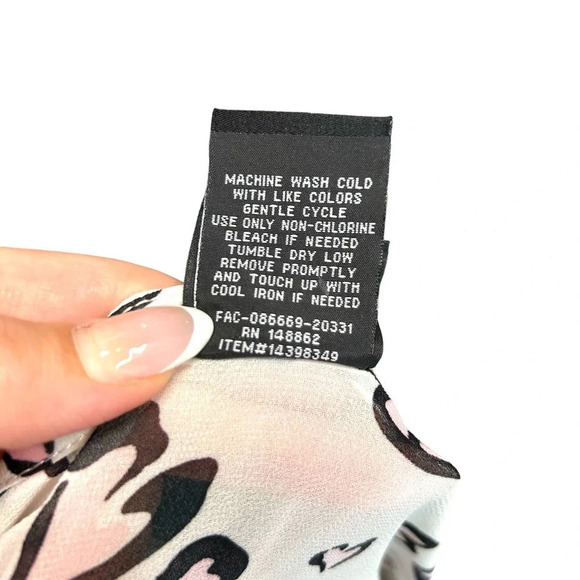 MACHINE WASH COLD
WITH LIKE COLORS
GENTLE CYCLE
USE ONLY NON-CHLORINE
BLEACH IF NEEDED
TUMBLE DRY LOW
REMOVE PROMPTLY
AND TOUCH UP WITH
COOL IRON IF NEEDED
FAC-086669-20331
RN 148862
ITEM#14398349